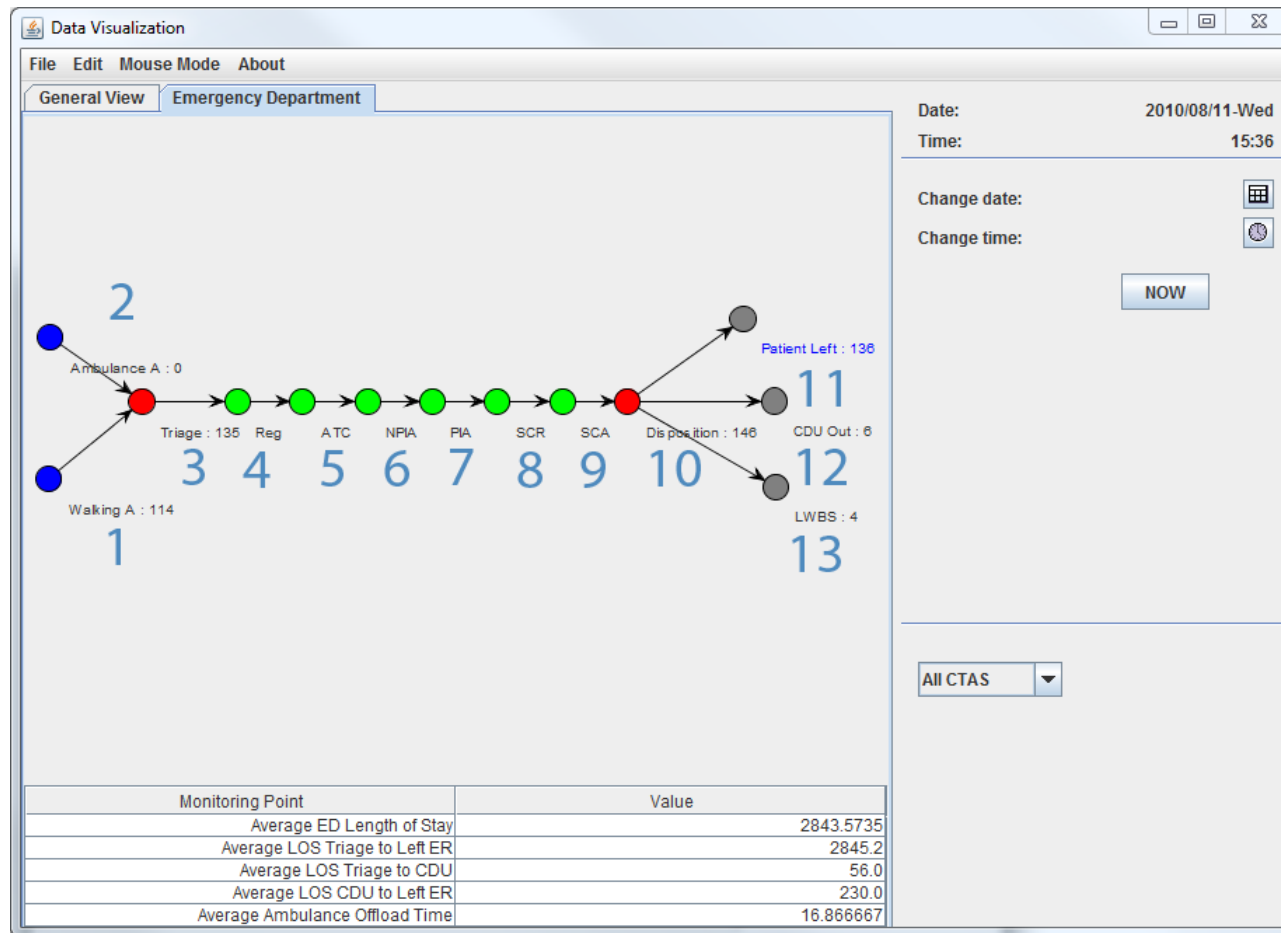 Data Visualization
File Edit Mouse Mode About
General View Emergency Department
Date: 2010/08/11-Wed
Time: 15:36
Change date:
Change time:
NOW
2
Patient Left : 136
Ambulance A : 0
11
Triage : 135 Reg ATC NPIA PIA SCR SCA Disposition : 146 CDU Out : 6
3 4 5 6 7 8 9 10 12
Walking A : 114
LWBS : 4
1
13
All CTAS
Monitoring Point Value
Average ED Length of Stay 2843.5735
Average LOS Triage to Left ER 2845.2
Average LOS Triage to CDU 56.0
Average LOS CDU to Left ER 230.0
Average Ambulance Offload Time 16.866667